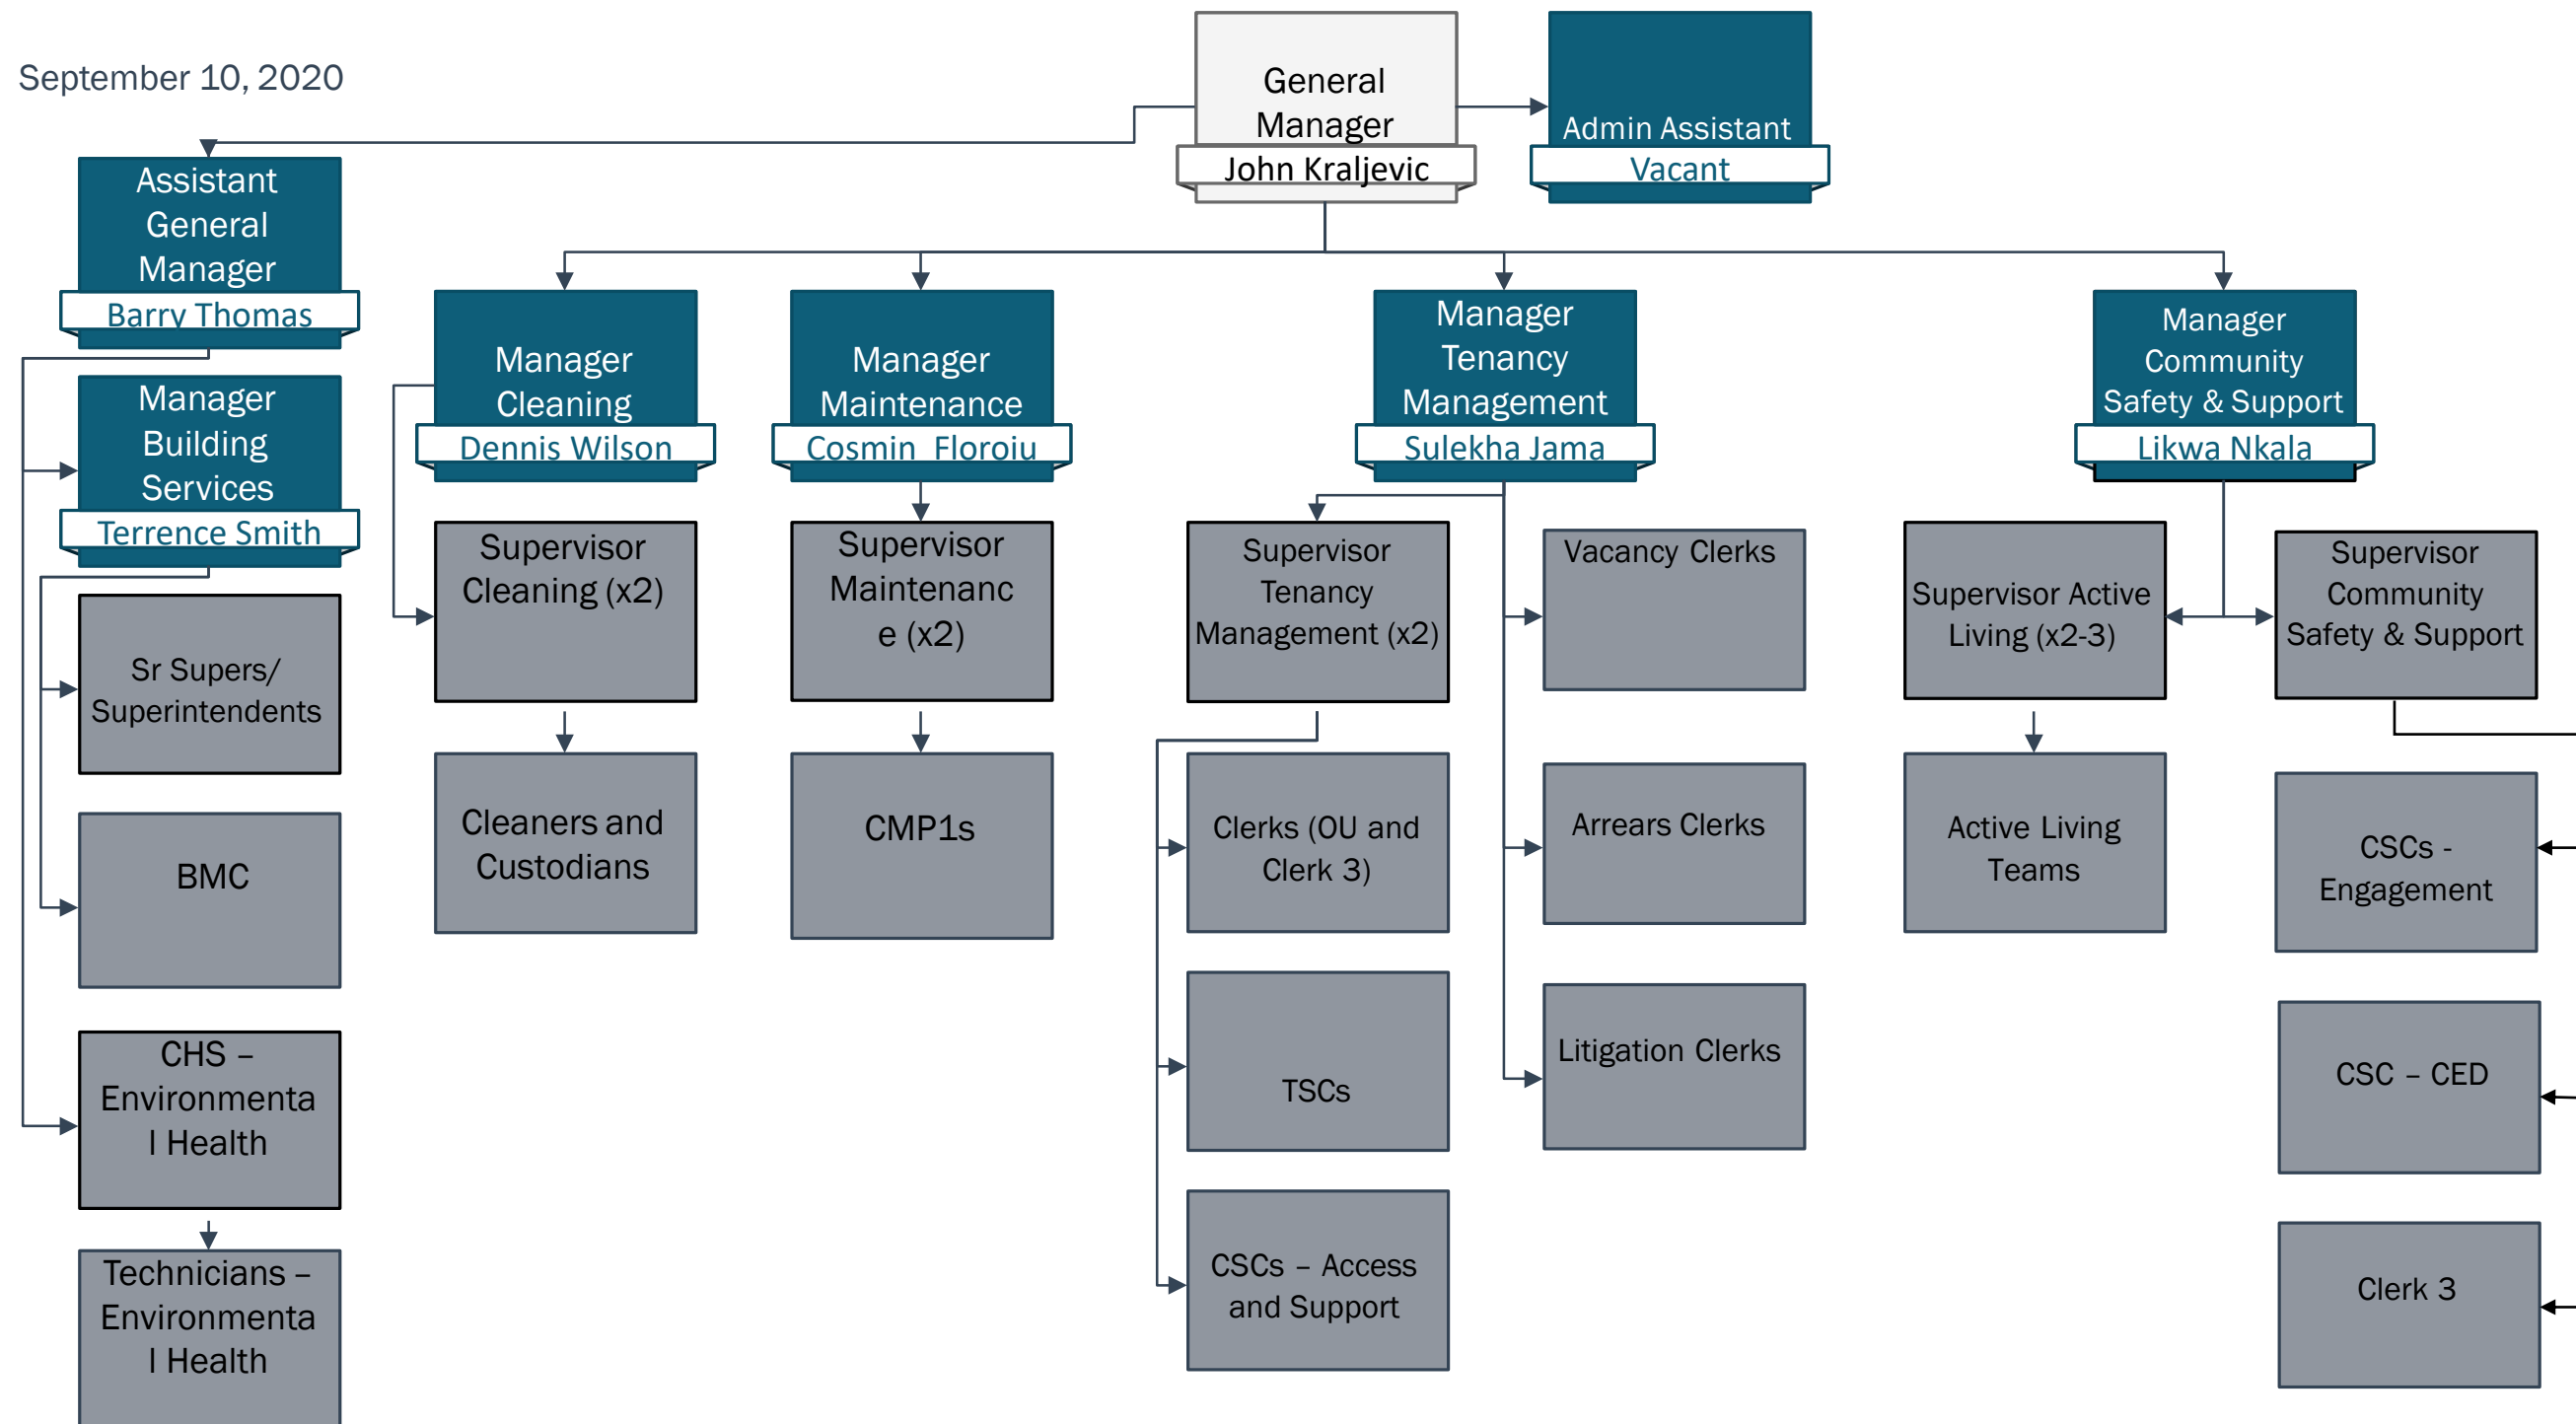 September 10, 2020
General
Manager
John Kraljevic
Admin Assistant
Vacant
Assistant
General
Manager
Barry Thomas
Manager
Building
Services
Terrence Smith
Sr Supers/
Superintendents
BMC
CHS –
Environmenta
l Health
Technicians –
Environmenta
l Health
Manager
Cleaning
Dennis Wilson
Supervisor
Cleaning (x2)
Cleaners and
Custodians
Manager
Maintenance
Cosmin  Floroiu
Supervisor
Maintenanc
e (x2)
CMP1s
Manager
Tenancy
Management
Sulekha Jama
Supervisor
Tenancy
Management (x2)
Clerks (OU and
Clerk 3)
TSCs
CSCs – Access
and Support
Vacancy Clerks
Arrears Clerks
Litigation Clerks
Manager
Community
Safety & Support
Likwa Nkala
Supervisor Active
Living (x2-3)
Active Living
Teams
Supervisor
Community
Safety & Support
CSCs -
Engagement
CSC – CED
Clerk 3